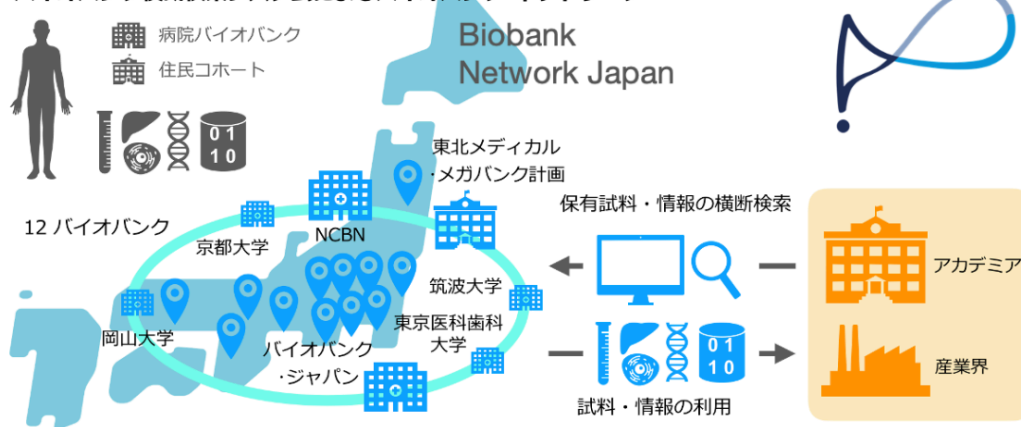 病院バイオバンク
住民コホート
Biobank
Network Japan
01
10
東北メディカル
・メガバンク計画
12 バイオバンク
京都大学
NCBN
保有試料・情報の横断検索
アカデミア
筑波大学
岡山大学
東京医科歯科
大学
バイオバンク
・ジャパン
01
10
産業界
試料・情報の利用